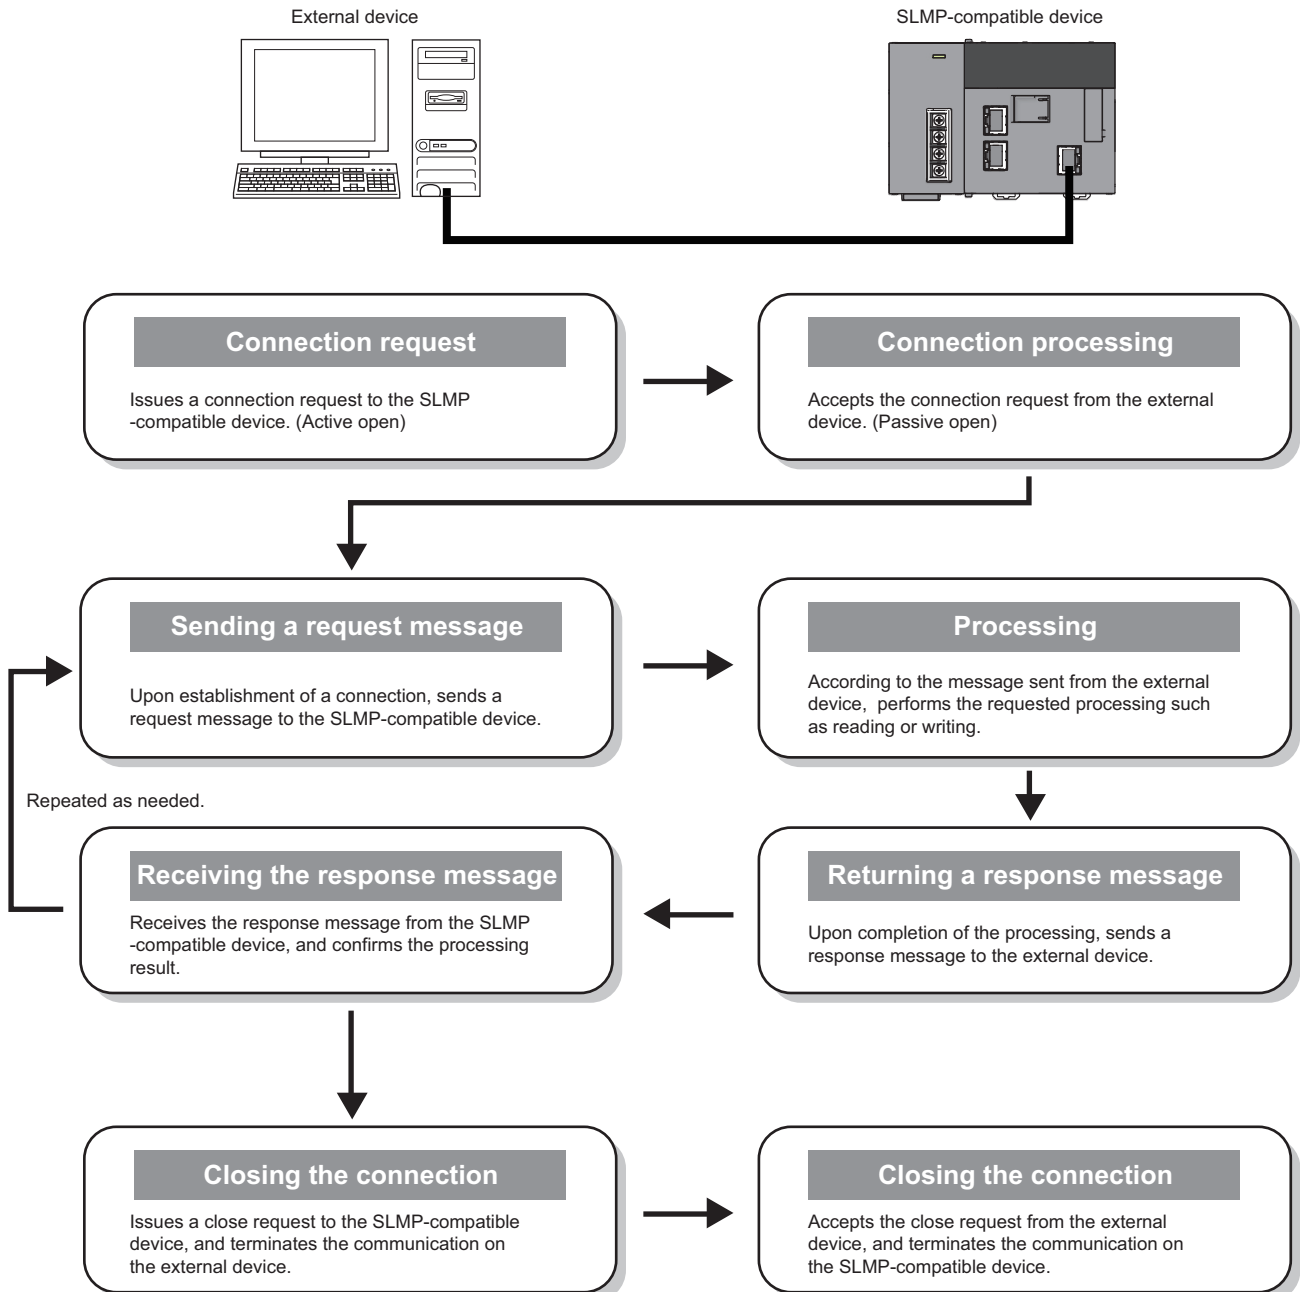 External device
SLMP-compatible device
Connection request
Issues a connection request to the SLMP
-compatible device. (Active open)
Connection processing
Accepts the connection request from the external
device. (Passive open)
Sending a request message
Upon establishment of a connection, sends a
request message to the SLMP-compatible device.
Processing
According to the message sent from the external
device,  performs the requested processing such
as reading or writing.
Repeated as needed.
Receiving the response message
Receives the response message from the SLMP
-compatible device, and confirms the processing
result.
Returning a response message
Upon completion of the processing, sends a
response message to the external device.
Closing the connection
Issues a close request to the SLMP-compatible
device, and terminates the communication on
the external device.
Closing the connection
Accepts the close request from the external
device, and terminates the communication on
the SLMP-compatible device.